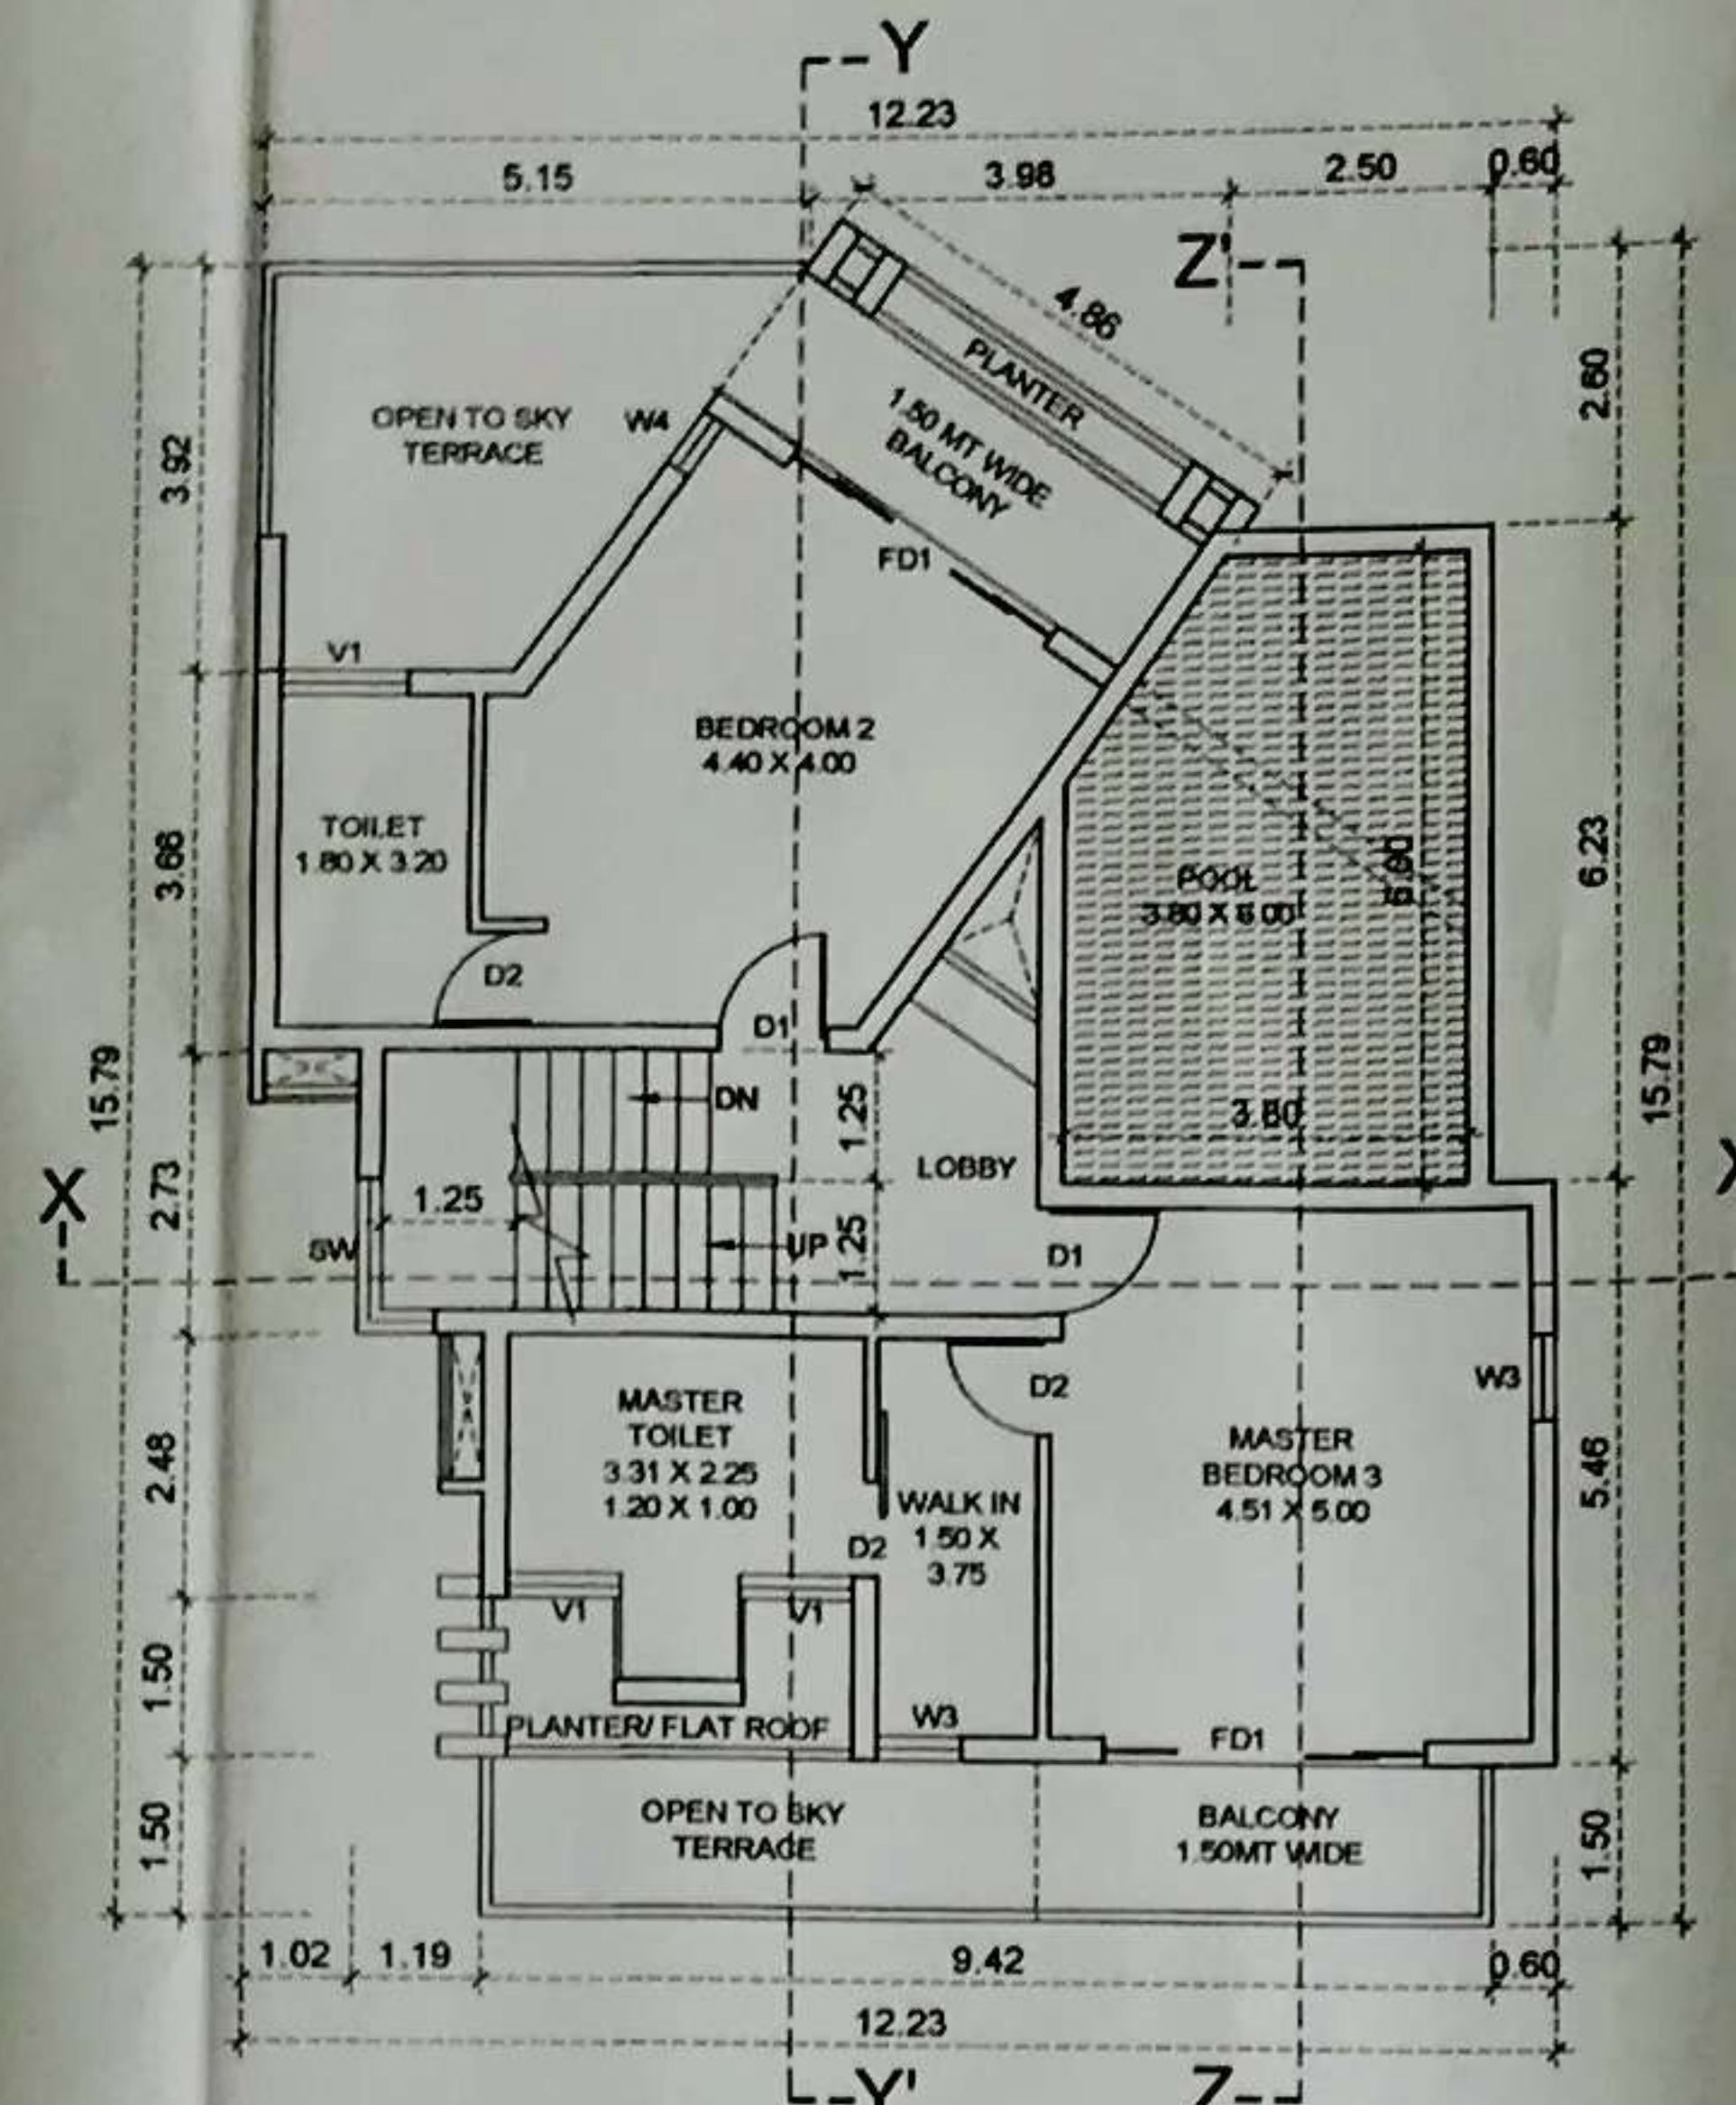 Y
12.23
5.15
3.98
2.50
0.60
Z'
4.86
PLANTER
1.50 MT WIDE
BALCONY
2.60
OPEN TO SKY
TERRACE
W4
3.92
FD1
V1
BEDROOM 2
4.40 X 4.00
TOILET
1.80 X 3.20
3.66
6.23
POOL
3.80 X 6.00
6.00
D2
D1
15.79
15.79
DN
1.25
3.80
LOBBY
X
X
2.73
1.25
SW
UP
1.25
D1
D2
W3
MASTER
TOILET
3.31 X 2.25
1.20 X 1.00
MASTER
BEDROOM 3
4.51 X 5.00
2.48
5.46
WALK IN
1.50 X
3.75
D2
V1
V1
1.50
PLANTER/ FLAT ROOF
W3
FD1
OPEN TO SKY
TERRACE
BALCONY
1.50MT WIDE
1.50
1.50
1.02
1.19
9.42
0.60
12.23
Y'
Z